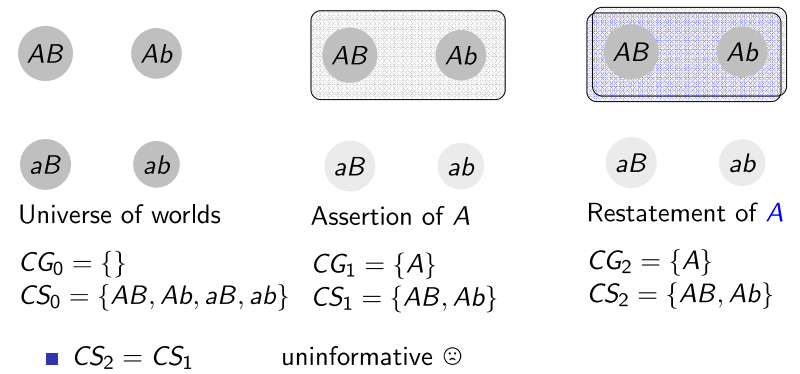 AB Ab AB Ab AB Ab
aB ab aB ab aB ab
Universe of worlds Assertion of A Restatement of A
CG₀ = {} CG₁ = {A} CG₂ = {A}
CS₀ = {AB, Ab, aB, ab} CS₁ = {AB, Ab} CS₂ = {AB, Ab}
CS₂ = CS₁ uninformative ☹